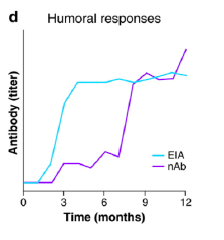 d Humoral responses
Antibody (titer)
EIA
nAb
0 3 6 9 12
Time (months)